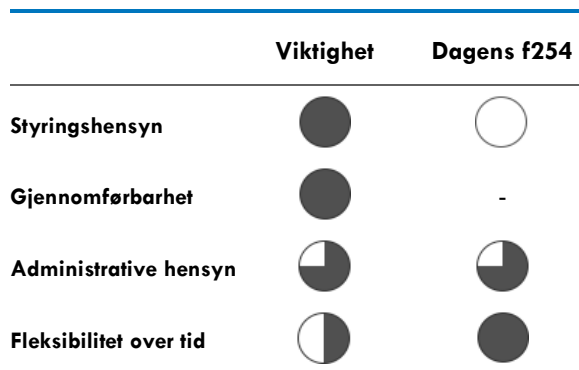 Viktighet Dagens f254
Styringshensyn
Gjennomførbarhet -
Administrative hensyn
Fleksibilitet over tid